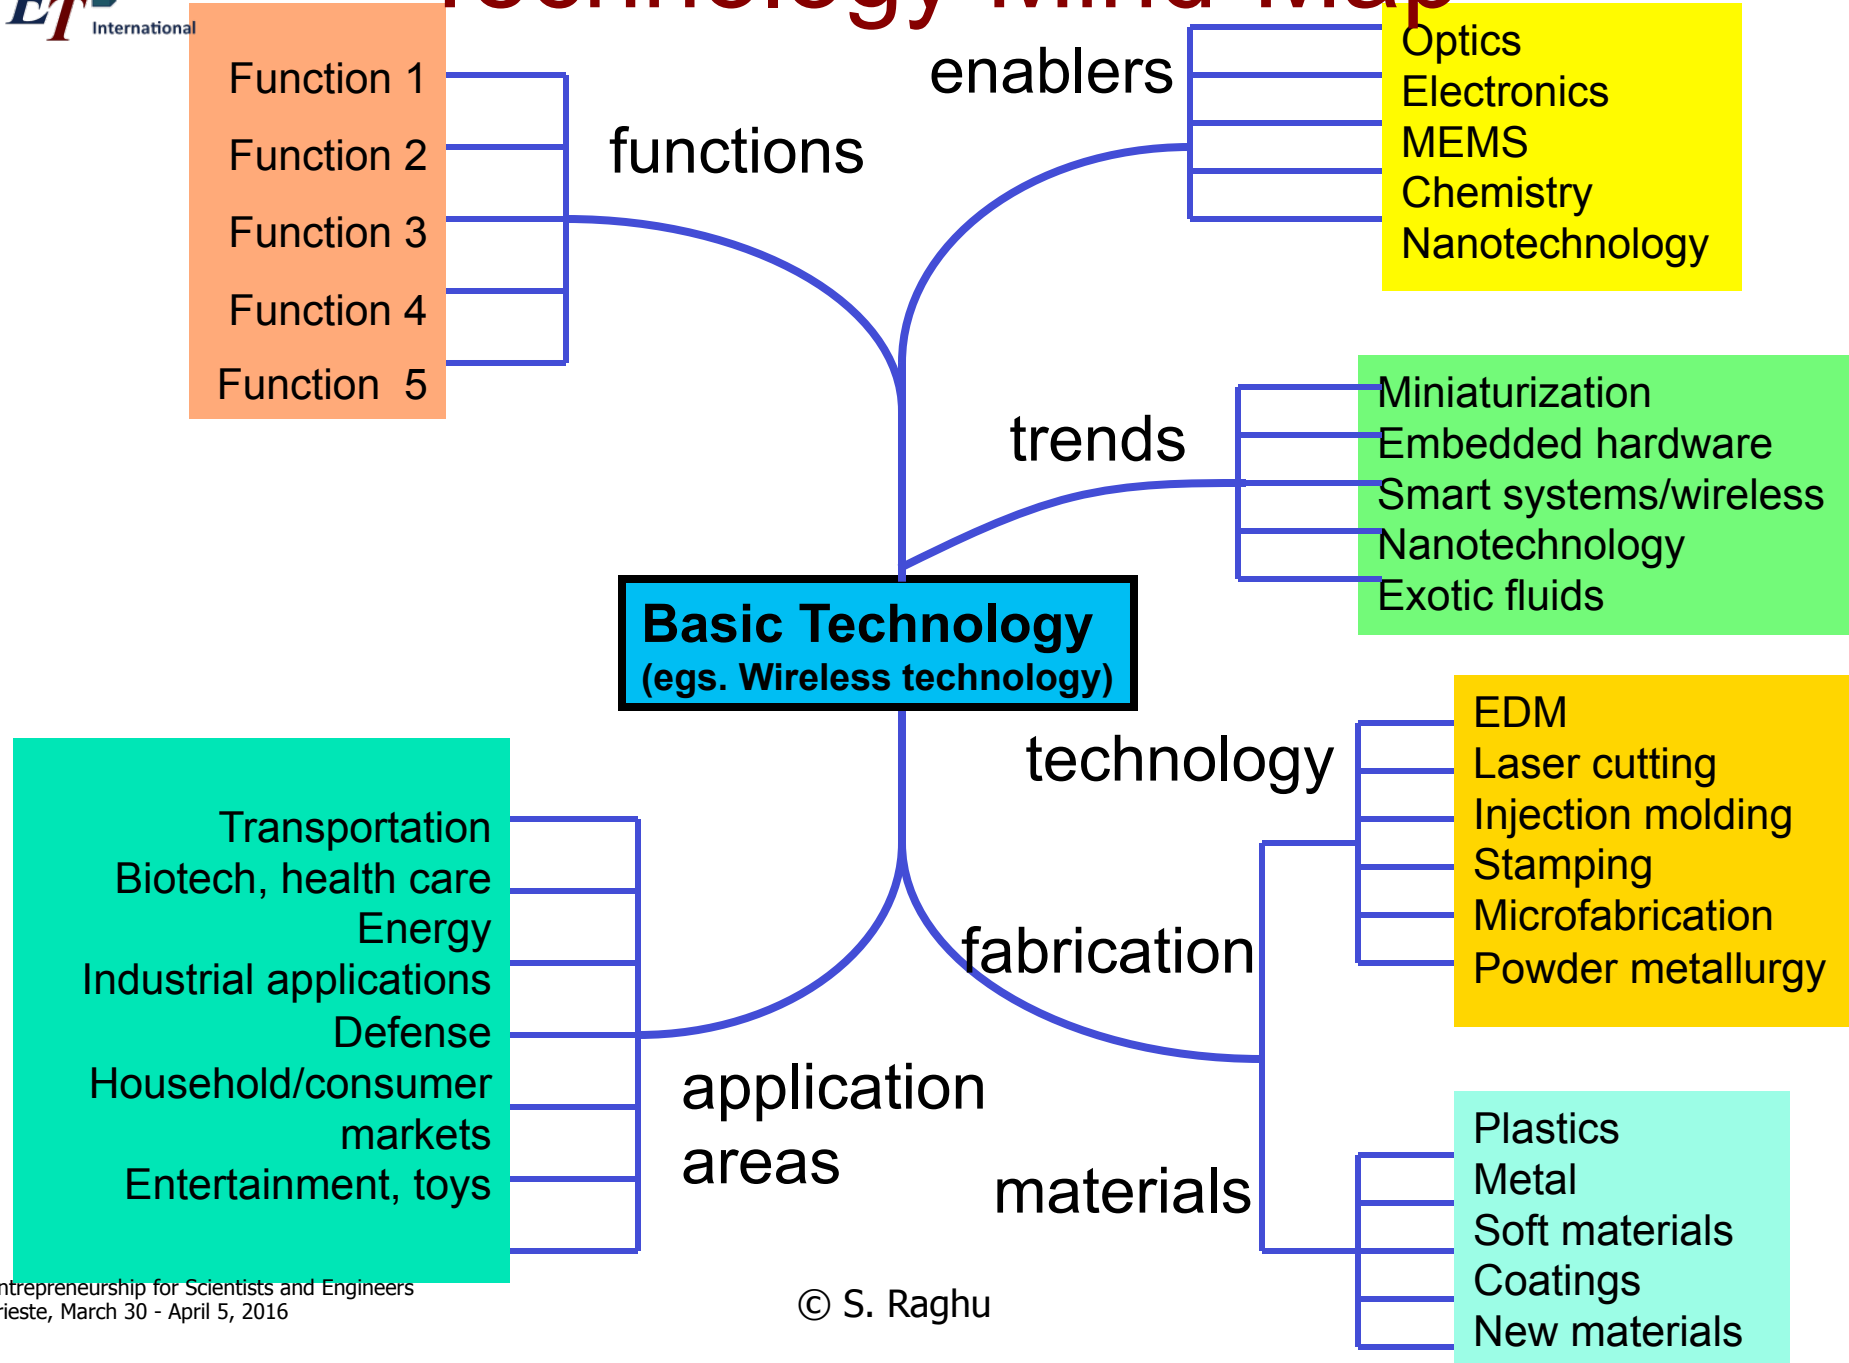 ET
International
Technology Mind Map
Function 1
Function 2
Function 3
Function 4
Function 5
functions
enablers
Optics
Electronics
MEMS
Chemistry
Nanotechnology
trends
Miniaturization
Embedded hardware
Smart systems/wireless
Nanotechnology
Exotic fluids
Basic Technology
(egs. Wireless technology)
technology
EDM
Laser cutting
Injection molding
Stamping
Microfabrication
Powder metallurgy
fabrication
Transportation
Biotech, health care
Energy
Industrial applications
Defense
Household/consumer
markets
Entertainment, toys
application
areas
materials
Plastics
Metal
Soft materials
Coatings
New materials
ntrepreneurship for Scientists and Engineers
rieste, March 30 - April 5, 2016
© S. Raghu